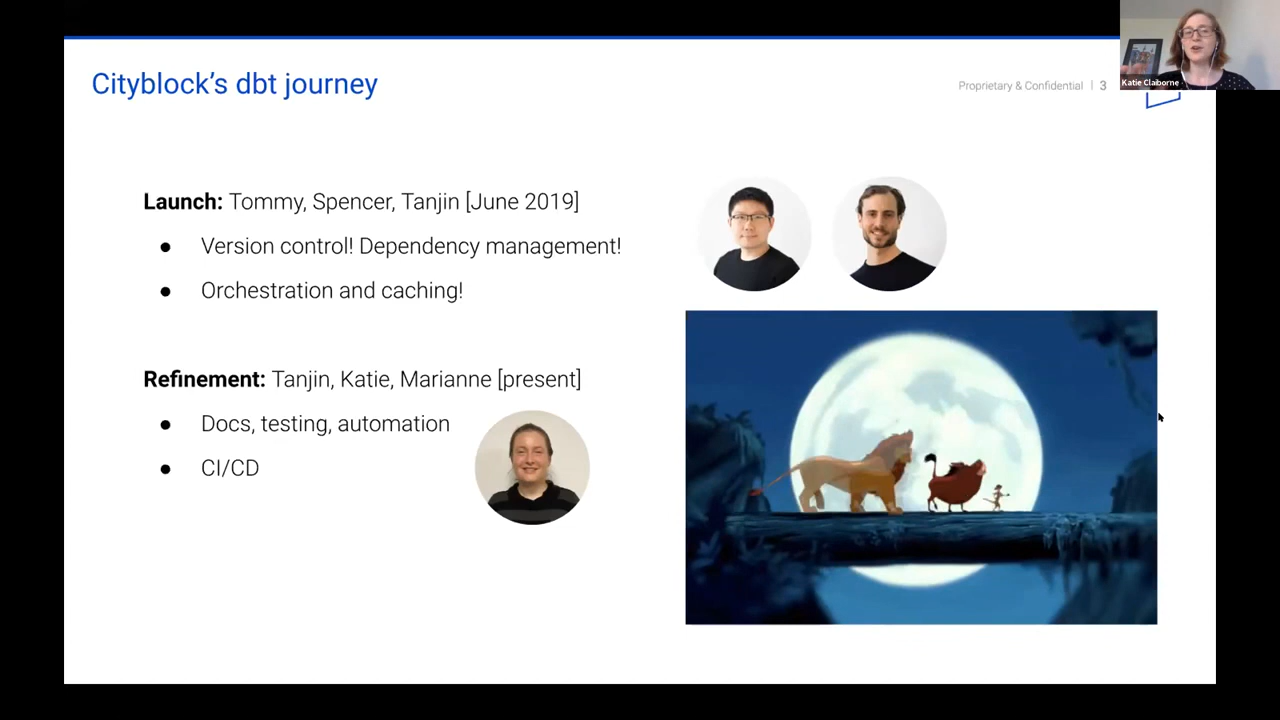 Cityblock's dbt journey
Proprietary & Confidential | 3
Katie Claiborne
Launch: Tommy, Spencer, Tanjin [June 2019]
● Version control! Dependency management!
● Orchestration and caching!
Refinement: Tanjin, Katie, Marianne [present]
● Docs, testing, automation
● CI/CD